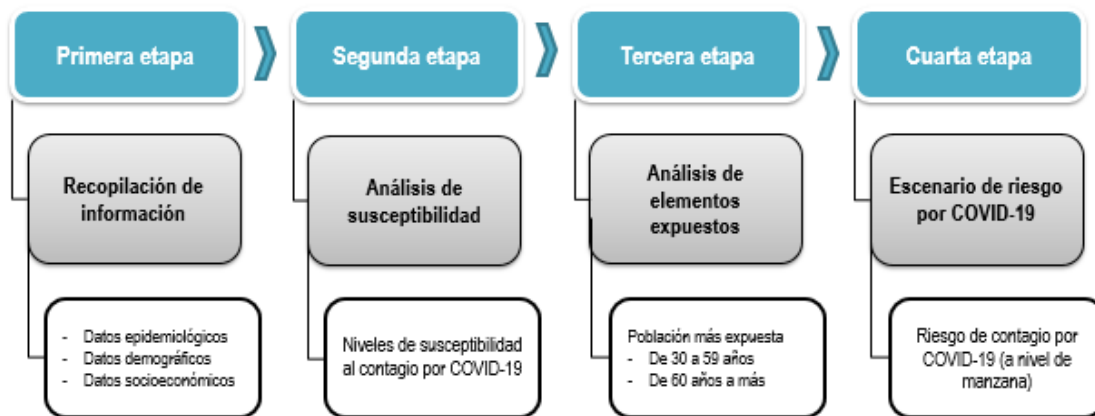 Primera etapa
Segunda etapa
Tercera etapa
Cuarta etapa
Recopilación de
información
Análisis de
susceptibilidad
Análisis de
elementos
expuestos
Escenario de riesgo
por COVID-19
- Datos epidemiológicos
- Datos demográficos
- Datos socioeconómicos
Niveles de susceptibilidad
al contagio por COVID-19
Población más expuesta
- De 30 a 59 años
- De 60 años a más
Riesgo de contagio por
COVID-19 (a nivel de
manzana)